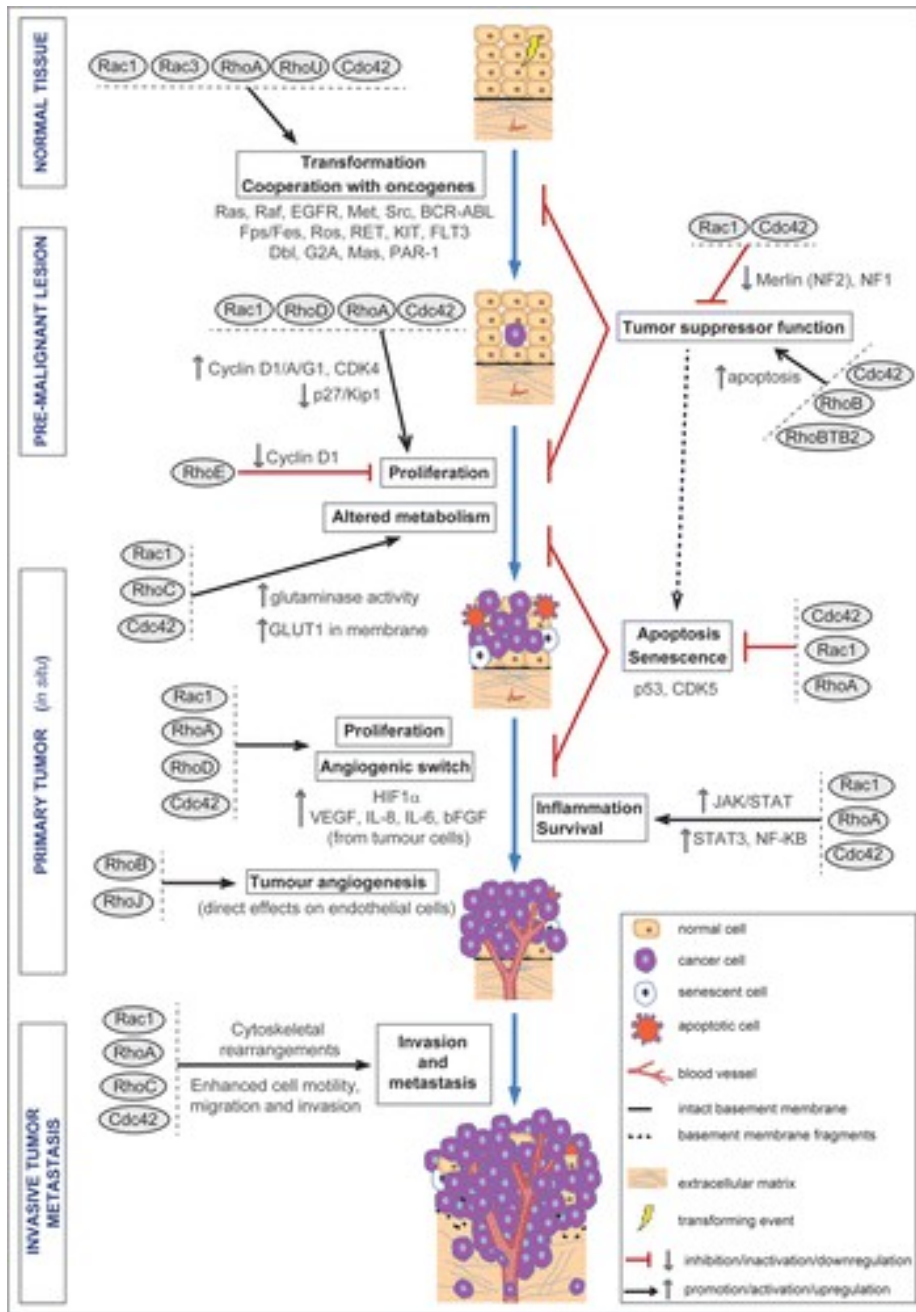 NORMAL TISSUE
Rac1 Rac3 RhoA RhoU Cdc42
Transformation
Cooperation with oncogenes
Ras, Raf, EGFR, Met, Src, BCR-ABL
Fps/Fes, Ros, RET, KIT, FLT3
Dbl, G2A, Mas, PAR-1
PRE-MALIGNANT LESION
Rac1 Cdc42
↓ Merlin (NF2), NF1
Tumor suppressor function
↑ apoptosis
Cdc42
RhoB
RhoBTB2
Rac1 RhoD RhoA Cdc42
↑ Cyclin D1/A/G1, CDK4
↓ p27/Kip1
RhoE
↓ Cyclin D1
Proliferation
Altered metabolism
PRIMARY TUMOR (in situ)
Rac1
RhoC
Cdc42
↑ glutaminase activity
↑ GLUT1 in membrane
Apoptosis
Senescence
p53, CDK5
Cdc42
Rac1
RhoA
Rac1
RhoA
RhoD
Cdc42
Proliferation
Angiogenic switch
↑ HIF1α
VEGF, IL-8, IL-6, bFGF
(from tumour cells)
Inflammation
Survival
↑ JAK/STAT
↑ STAT3, NF-KB
Rac1
RhoA
Cdc42
RhoB
RhoJ
Tumour angiogenesis
(direct effects on endothelial cells)
INVASIVE TUMOR
METASTASIS
Rac1
RhoA
RhoC
Cdc42
Cytoskeletal
rearrangements
Enhanced cell motility,
migration and invasion
Invasion
and
metastasis
normal cell
cancer cell
senescent cell
apoptotic cell
blood vessel
intact basement membrane
basement membrane fragments
extracellular matrix
transforming event
↓ inhibition/inactivation/downregulation
↑ promotion/activation/upregulation